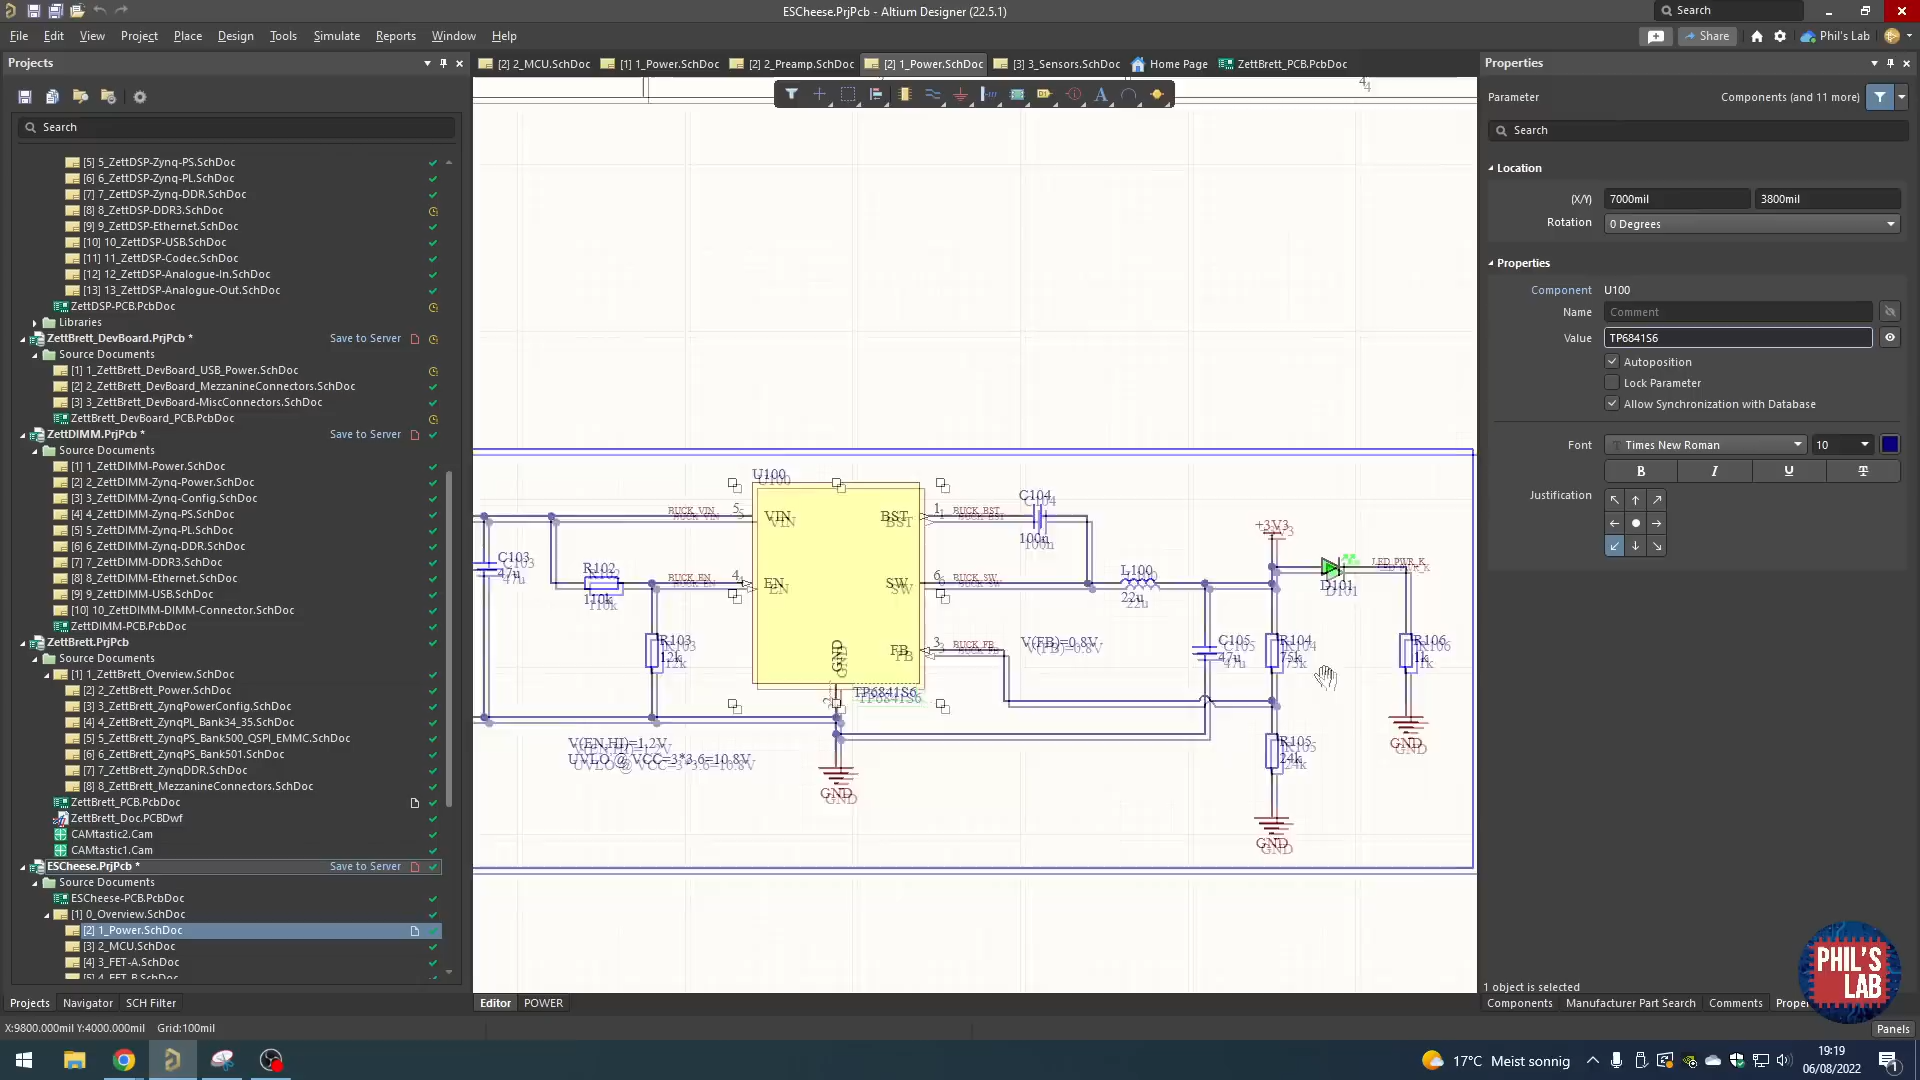 ESCheese.PrjPcb - Altium Designer (22.5.1)
Search
File Edit View Project Place Design Tools Simulate Reports Window Help
Share
Phil's Lab
Projects
[2] 2_MCU.SchDoc [1] 1_Power.SchDoc [2] 2_Preamp.SchDoc [2] 1_Power.SchDoc [3] 3_Sensors.SchDoc Home Page ZettBrett_PCB.PcbDoc
Properties
Parameter Components (and 11 more)
Search
Search
[5] 5_ZettDSP-Zynq-PS.SchDoc
[6] 6_ZettDSP-Zynq-PL.SchDoc
[7] 7_ZettDSP-Zynq-DDR.SchDoc
[8] 8_ZettDSP-DDR3.SchDoc
[9] 9_ZettDSP-Ethernet.SchDoc
[10] 10_ZettDSP-USB.SchDoc
[11] 11_ZettDSP-Codec.SchDoc
[12] 12_ZettDSP-Analogue-In.SchDoc
[13] 13_ZettDSP-Analogue-Out.SchDoc
ZettDSP-PCB.PcbDoc
Libraries
ZettBrett_DevBoard.PrjPcb * Save to Server
Source Documents
[1] 1_ZettBrett_DevBoard_USB_Power.SchDoc
[2] 2_ZettBrett_DevBoard_MezzanineConnectors.SchDoc
[3] 3_ZettBrett_DevBoard-MiscConnectors.SchDoc
ZettBrett_DevBoard_PCB.PcbDoc
ZettDIMM.PrjPcb * Save to Server
Source Documents
[1] 1_ZettDIMM-Power.SchDoc
[2] 2_ZettDIMM-Zynq-Power.SchDoc
[3] 3_ZettDIMM-Zynq-Config.SchDoc
[4] 4_ZettDIMM-Zynq-PS.SchDoc
[5] 5_ZettDIMM-Zynq-PL.SchDoc
[6] 6_ZettDIMM-Zynq-DDR.SchDoc
[7] 7_ZettDIMM-DDR3.SchDoc
[8] 8_ZettDIMM-Ethernet.SchDoc
[9] 9_ZettDIMM-USB.SchDoc
[10] 10_ZettDIMM-DIMM-Connector.SchDoc
ZettDIMM-PCB.PcbDoc
ZettBrett.PrjPcb
Source Documents
[1] 1_ZettBrett_Overview.SchDoc
[2] 2_ZettBrett_Power.SchDoc
[3] 3_ZettBrett_ZynqPowerConfig.SchDoc
[4] 4_ZettBrett_ZynqPL_Bank34_35.SchDoc
[5] 5_ZettBrett_ZynqPS_Bank500_QSPI_EMMC.SchDoc
[6] 6_ZettBrett_ZynqPS_Bank501.SchDoc
[7] 7_ZettBrett_ZynqDDR.SchDoc
[8] 8_ZettBrett_MezzanineConnectors.SchDoc
ZettBrett_PCB.PcbDoc
ZettBrett_Doc.PCBDwf
CAMtastic2.Cam
CAMtastic1.Cam
ESCheese.PrjPcb * Save to Server
Source Documents
ESCheese-PCB.PcbDoc
[1] 0_Overview.SchDoc
[2] 1_Power.SchDoc
[3] 2_MCU.SchDoc
[4] 3_FET-A.SchDoc
[5] 4_FET-B.SchDoc
Projects Navigator SCH Filter
4
U100
BUCK_VIN 5 VIN
BST 1 BUCK_BST
C104
100n
C103
47u
R102
110k
BUCK_EN 4 EN
SW 6 BUCK_SW
L100
22u
+3V3
LED_PWR_K
D101
R103
12k
GND
FB 3 BUCK_FB
V(FB)=0.8V
C105
47u
R104
75k
R106
1k
2
TP6841S6
GND
V(EN,HI)=1.2V
UVLO @ VCC=3*3.6=10.8V
GND
R105
24k
GND
Location
(X/Y) 7000mil 3800mil
Rotation 0 Degrees
Properties
Component U100
Name Comment
Value TP6841S6
Autoposition
Lock Parameter
Allow Synchronization with Database
Font Times New Roman 10
B I U T
Justification
1 object is selected
Components Manufacturer Part Search Comments
Editor POWER
X:9800.000mil Y:4000.000mil Grid:100mil
Panels
PHIL'S
LAB
17°C Meist sonnig
19:19
06/08/2022
1